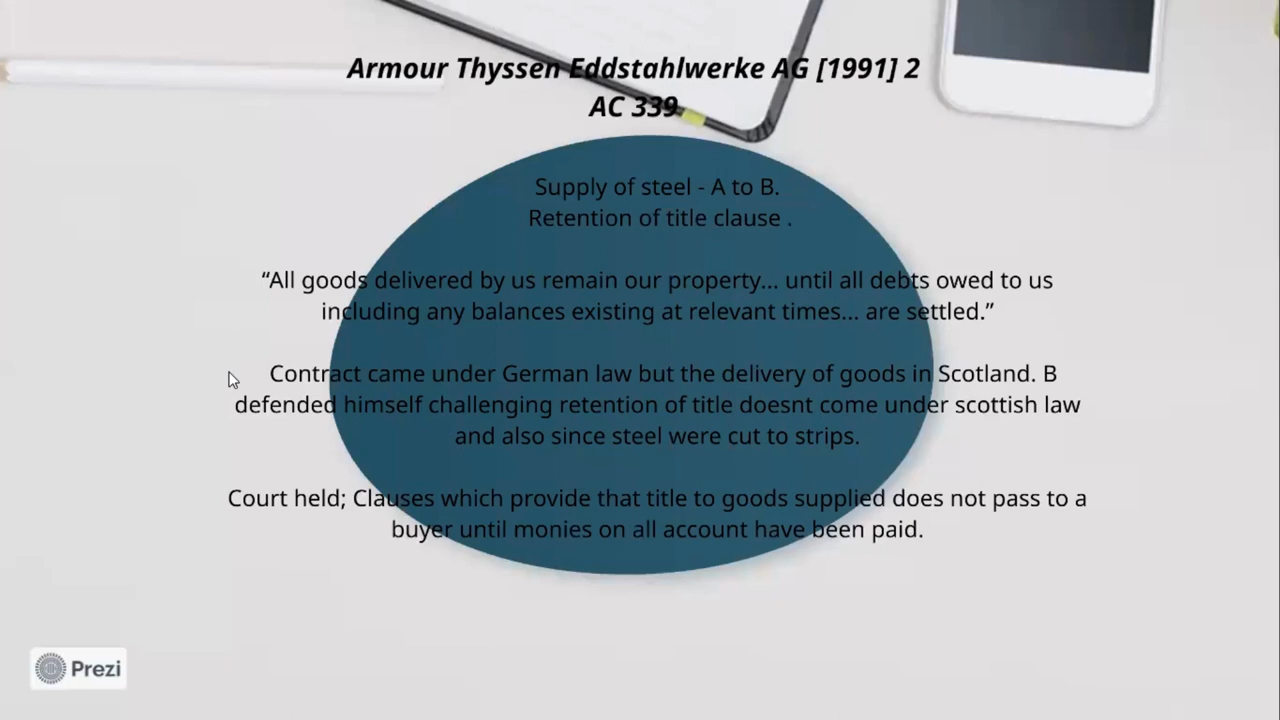 Armour Thyssen Eddstahlwerke AG [1991] 2
AC 339
Supply of steel - A to B.
Retention of title clause .
“All goods delivered by us remain our property... until all debts owed to us
including any balances existing at relevant times... are settled.”
Contract came under German law but the delivery of goods in Scotland. B
defended himself challenging retention of title doesnt come under scottish law
and also since steel were cut to strips.
Court held; Clauses which provide that title to goods supplied does not pass to a
buyer until monies on all account have been paid.
Prezi